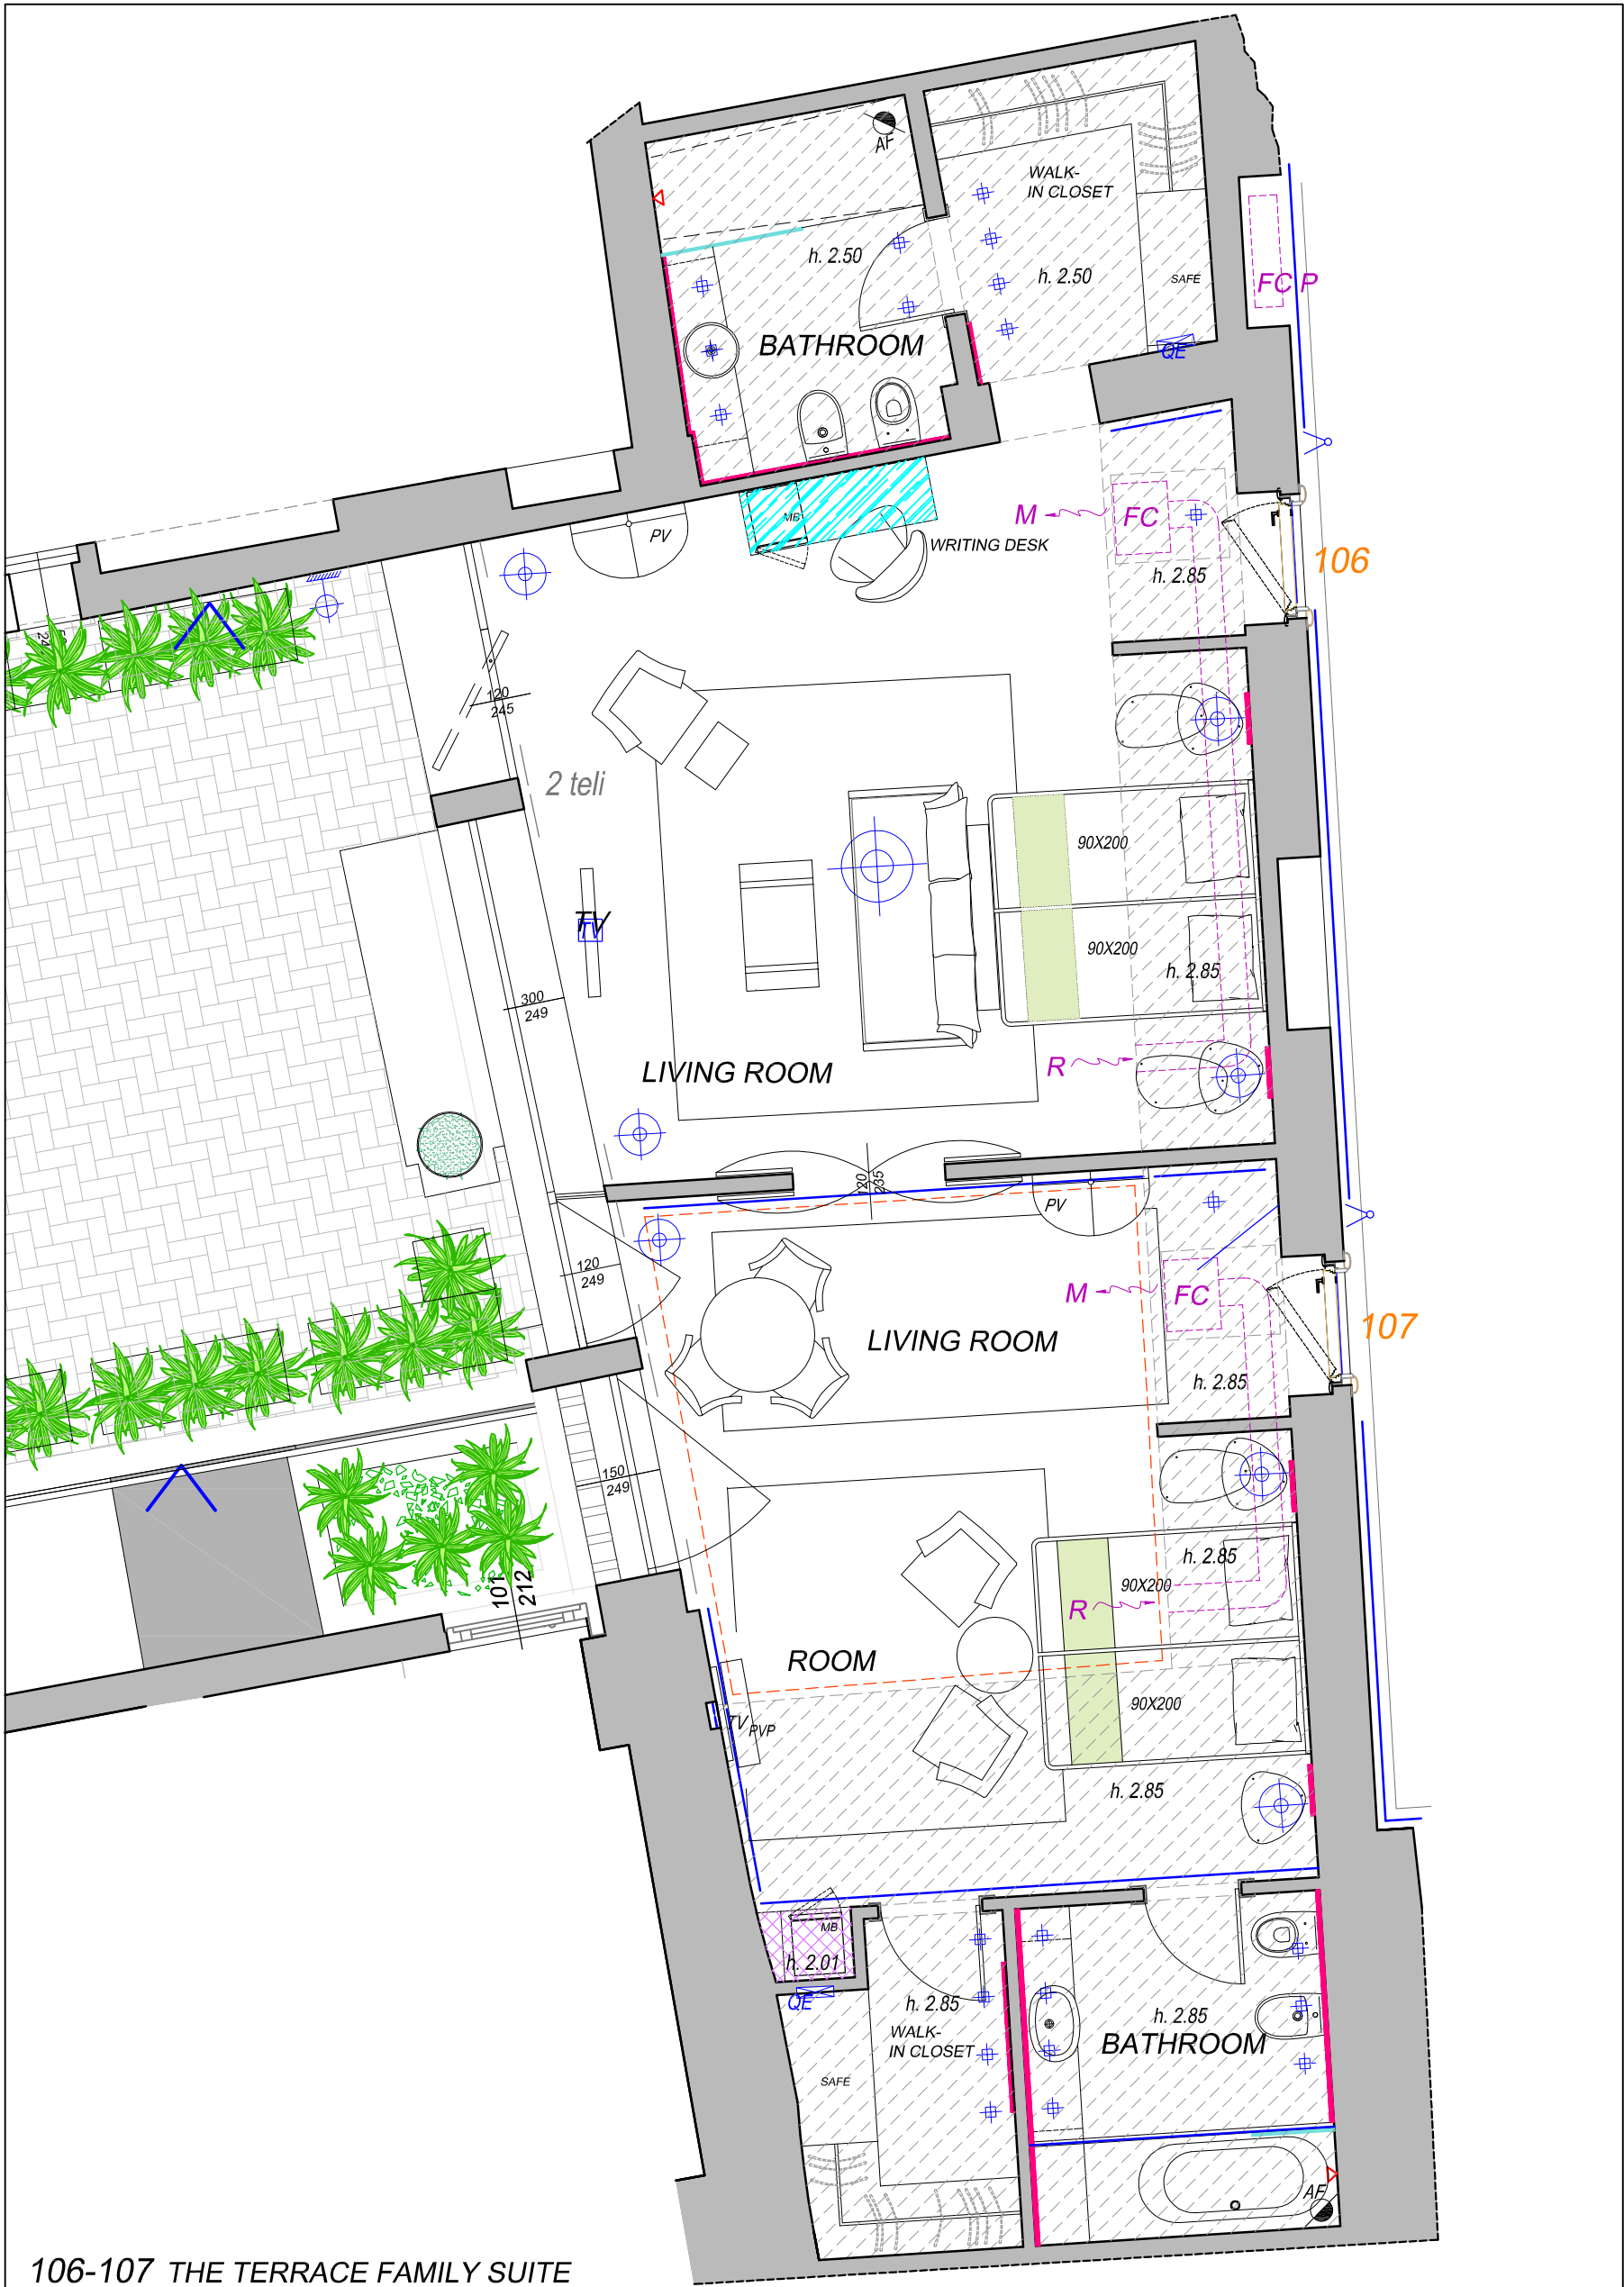 AF
WALK-
IN CLOSET
h. 2.50
h. 2.50
SAFE
FC P
BATHROOM
QE
MB
PV
WRITING DESK
M
FC
106
h. 2.85
24
120
245
2 teli
90X200
TV
TV
90X200
h. 2.85
300
249
LIVING ROOM
R
120
235
PV
120
249
M
FC
LIVING ROOM
107
h. 2.85
150
249
h. 2.85
90X200
101
212
R
ROOM
90X200
TV
PVP
h. 2.85
MB
h. 2.01
QE
h. 2.85
WALK-
IN CLOSET
h. 2.85
BATHROOM
SAFE
AF
106-107 THE TERRACE FAMILY SUITE